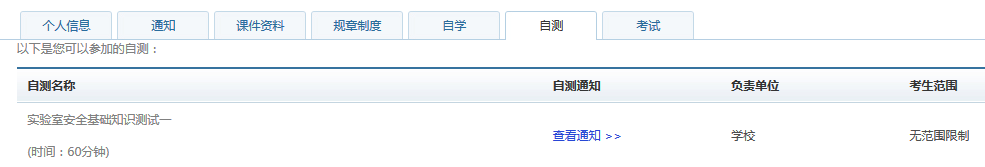 个人信息 通知 课件资料 规章制度 自学 自测 考试
以下是您可以参加的自测：
自测名称 自测通知 负责单位 考生范围
实验室安全基础知识测试一
查看通知 >> 学校 无范围限制
(时间：60分钟)